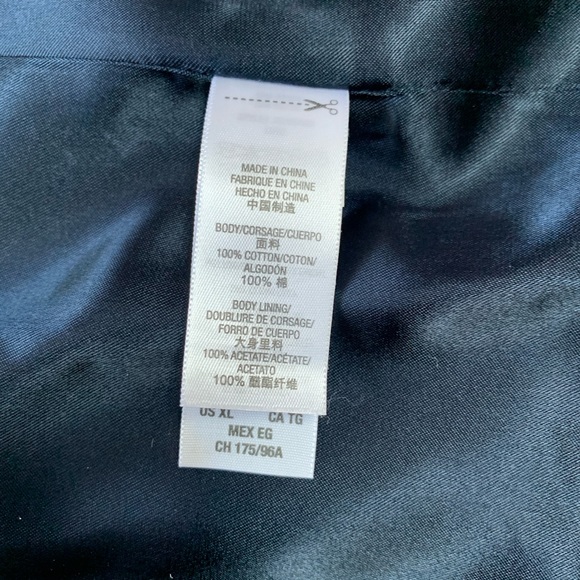 MADE IN CHINA
FABRIQUE EN CHINE
HECHO EN CHINA
中国制造
BODY/CORSAGE/CUERPO
面料
100% COTTON/COTON/
ALGODÓN
100% 棉
BODY LINING/
DOUBLURE DE CORSAGE/
FORRO DE CUERPO
大身里料
100% ACETATE/ACÉTATE/
ACETATO
100% 醋酯纤维
US XL CA TG
MEX EG
CH 175/96A